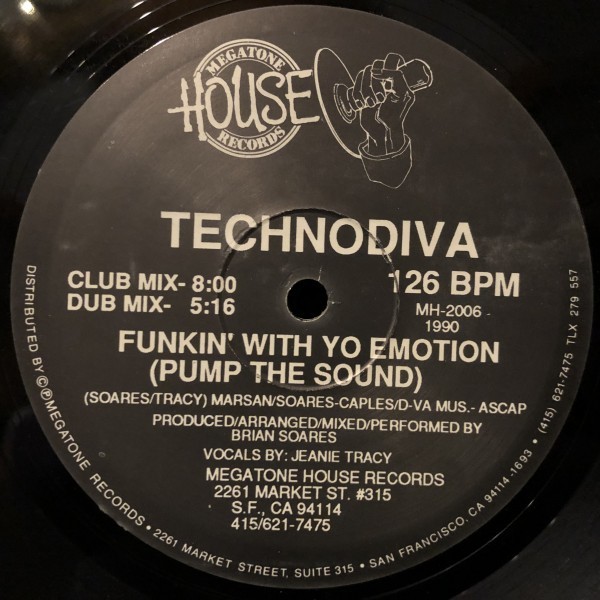 MEGATONE
HOUSE
RECORDS
TECHNODIVA
CLUB MIX- 8:00
DUB MIX- 5:16
126 BPM
MH-2006
1990
FUNKIN' WITH YO EMOTION
(PUMP THE SOUND)
(SOARES/TRACY) MARSAN/SOARES-CAPLES/D-VA MUS.- ASCAP
PRODUCED/ARRANGED/MIXED/PERFORMED BY
BRIAN SOARES
VOCALS BY: JEANIE TRACY
MEGATONE HOUSE RECORDS
2261 MARKET ST. #315
S.F., CA 94114
415/621-7475
DISTRIBUTED BY ©℗MEGATONE RECORDS • 2261 MARKET STREET, SUITE 315 • SAN FRANCISCO, CA 94114-1693 • (415) 621-7475 TLX 279 557